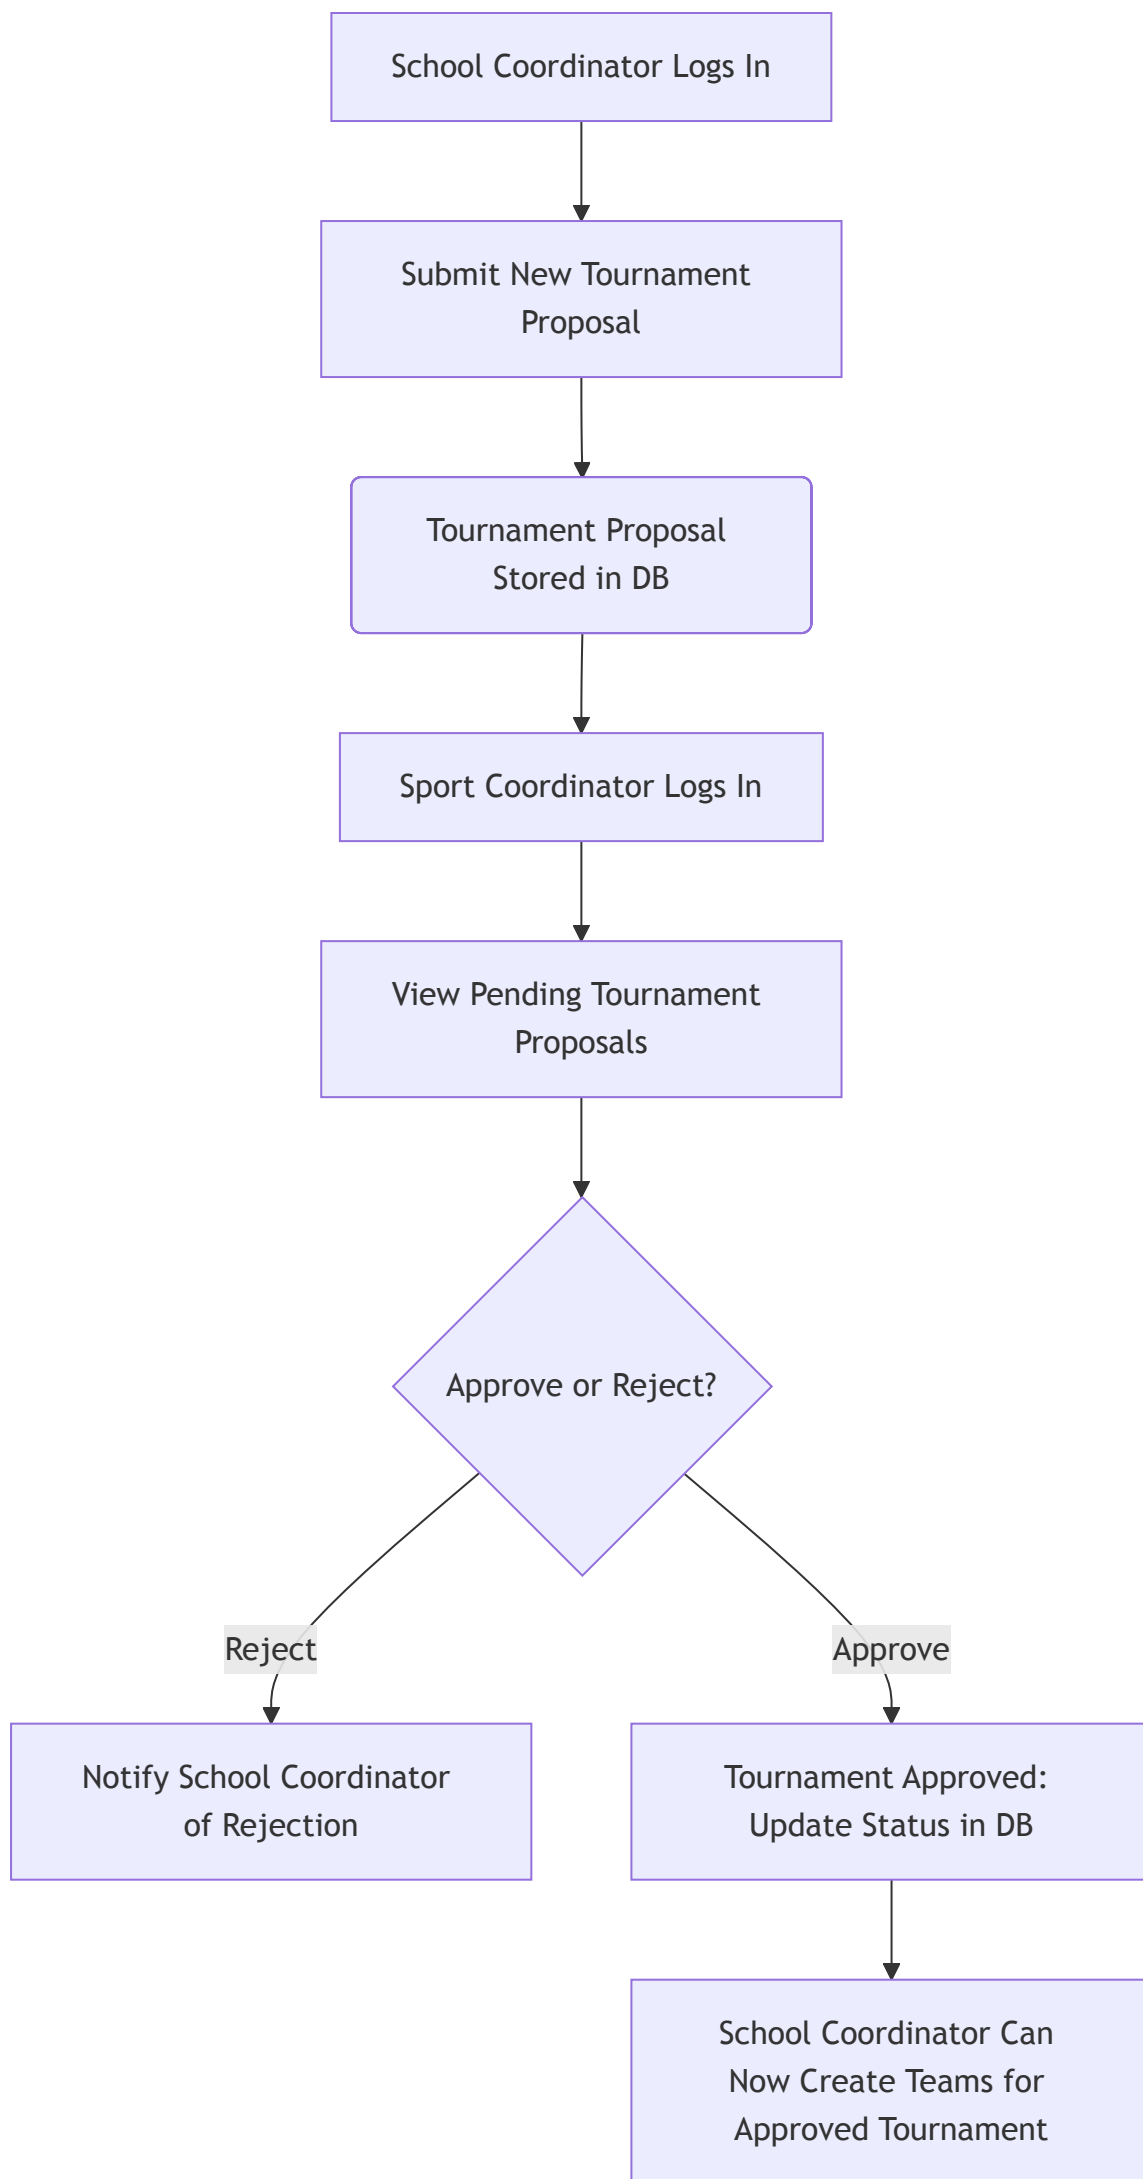 School Coordinator Logs In
Submit New Tournament
Proposal
Tournament Proposal
Stored in DB
Sport Coordinator Logs In
View Pending Tournament
Proposals
Approve or Reject?
Reject
Approve
Notify School Coordinator
of Rejection
Tournament Approved:
Update Status in DB
School Coordinator Can
Now Create Teams for
Approved Tournament